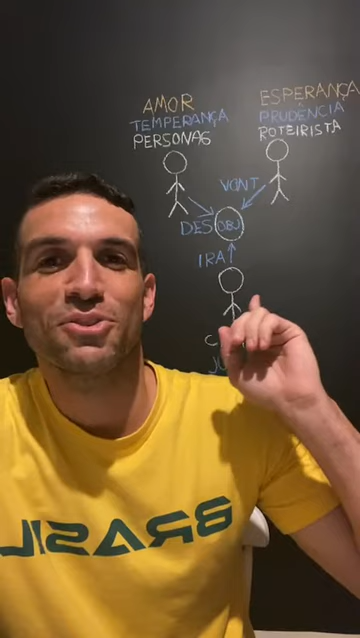 AMOR
TEMPERANÇA
PERSONAS
ESPERANÇA
PRUDÊNCIA
ROTEIRISTA
VONT
DES OBJ
IRA
BRASIL